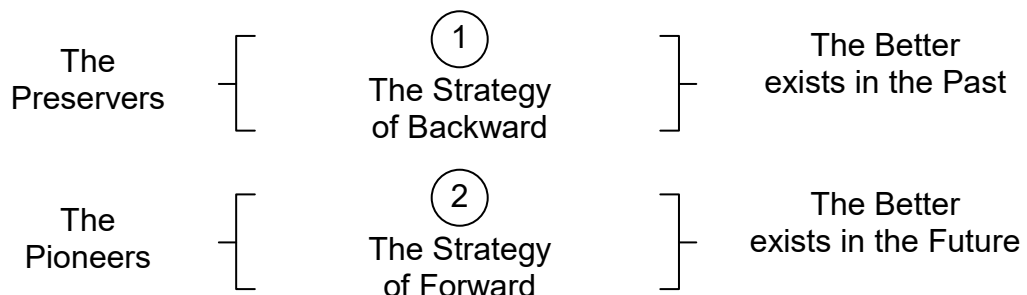 The
Preservers
1
The Strategy
of Backward
The Better
exists in the Past
The
Pioneers
2
The Strategy
of Forward
The Better
exists in the Future